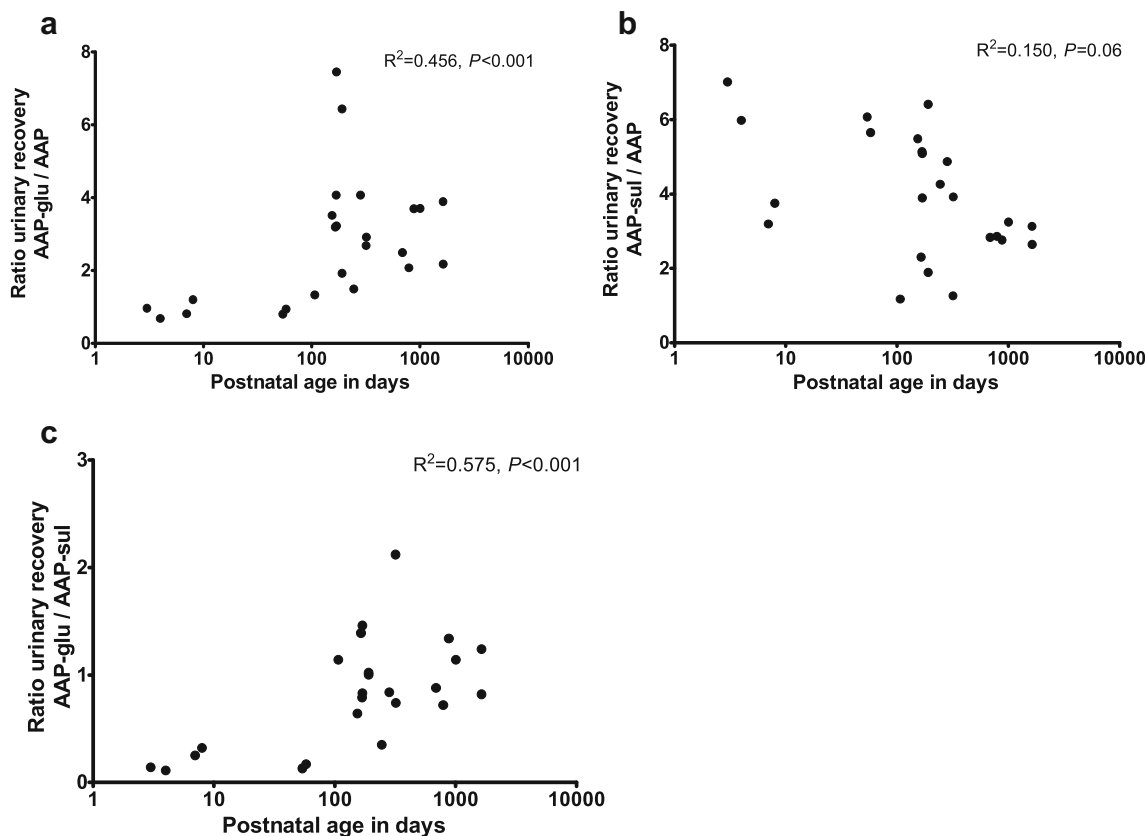 a
R²=0.456, P<0.001
Ratio urinary recovery
AAP-glu / AAP
8
6
4
2
0
1 10 100 1000 10000
Postnatal age in days
b
R²=0.150, P=0.06
Ratio urinary recovery
AAP-sul / AAP
8
6
4
2
0
1 10 100 1000 10000
Postnatal age in days
c
R²=0.575, P<0.001
Ratio urinary recovery
AAP-glu / AAP-sul
3
2
1
0
1 10 100 1000 10000
Postnatal age in days